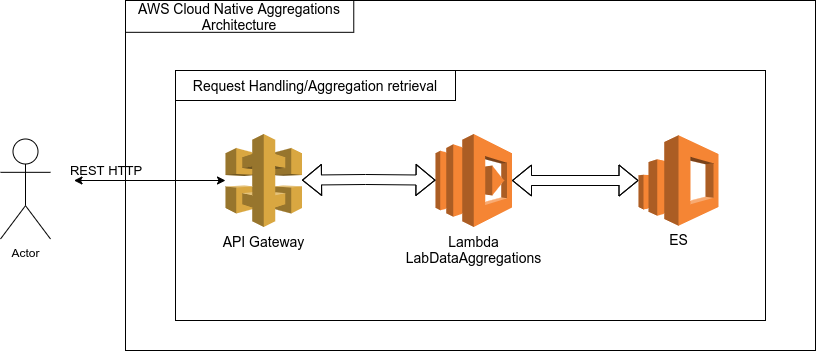 AWS Cloud Native Aggregations
Architecture
Request Handling/Aggregation retrieval
REST HTTP
Actor
API Gateway
Lambda
LabDataAggregations
ES